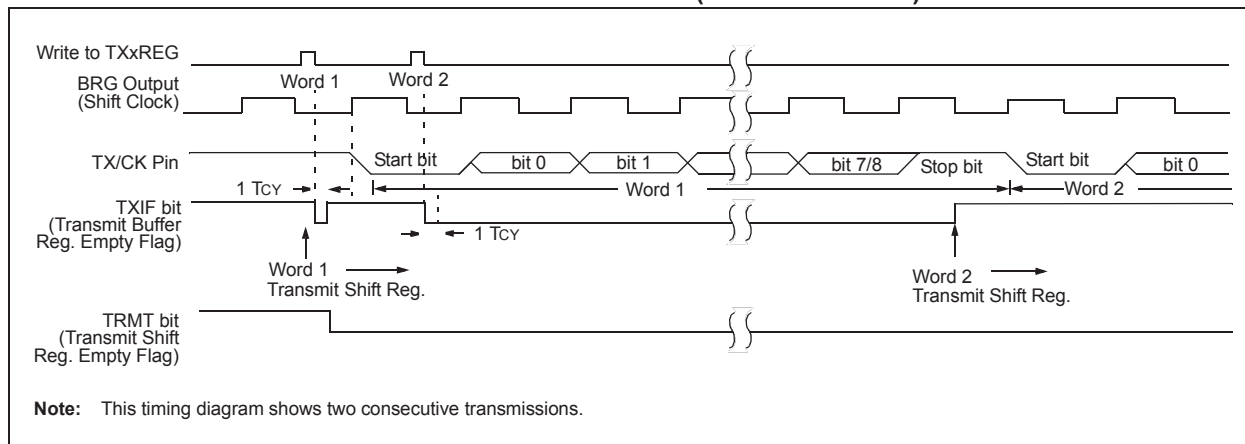 Write to TXxREG
Word 1
Word 2
BRG Output
(Shift Clock)
TX/CK Pin
Start bit
bit 0
bit 1
bit 7/8
Stop bit
Start bit
bit 0
1 TCY
Word 1
Word 2
TXIF bit
(Transmit Buffer
Reg. Empty Flag)
1 TCY
Word 1
Transmit Shift Reg.
Word 2
Transmit Shift Reg.
TRMT bit
(Transmit Shift
Reg. Empty Flag)
Note: This timing diagram shows two consecutive transmissions.